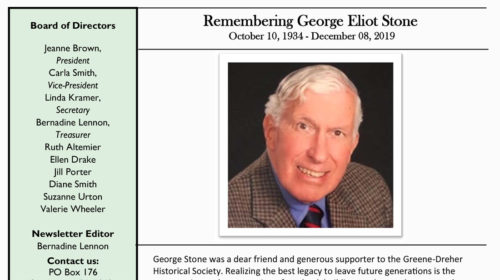 Board of Directors
Jeanne Brown,
President
Carla Smith,
Vice-President
Linda Kramer,
Secretary
Bernadine Lennon,
Treasurer
Ruth Altemier
Ellen Drake
Jill Porter
Diane Smith
Suzanne Urton
Valerie Wheeler
Newsletter Editor
Bernadine Lennon
Contact us:
PO Box 176
Remembering George Eliot Stone
October 10, 1934 - December 08, 2019
George Stone was a dear friend and generous supporter to the Greene-Dreher
Historical Society. Realizing the best legacy to leave future generations is the